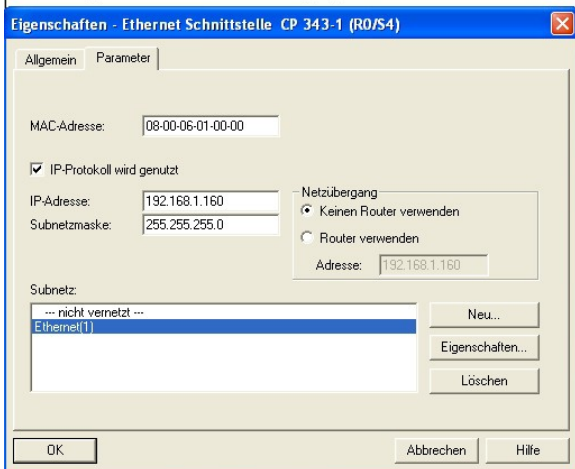 Eigenschaften - Ethernet Schnittstelle CP 343-1 (R0/S4)
Allgemein Parameter
MAC-Adresse: 08-00-06-01-00-00
IP-Protokoll wird genutzt
IP-Adresse: 192.168.1.160
Subnetzmaske: 255.255.255.0
Netzübergang
Keinen Router verwenden
Router verwenden
Adresse: 192.168.1.160
Subnetz:
--- nicht vernetzt ---
Ethernet(1)
Neu...
Eigenschaften...
Löschen
OK Abbrechen Hilfe